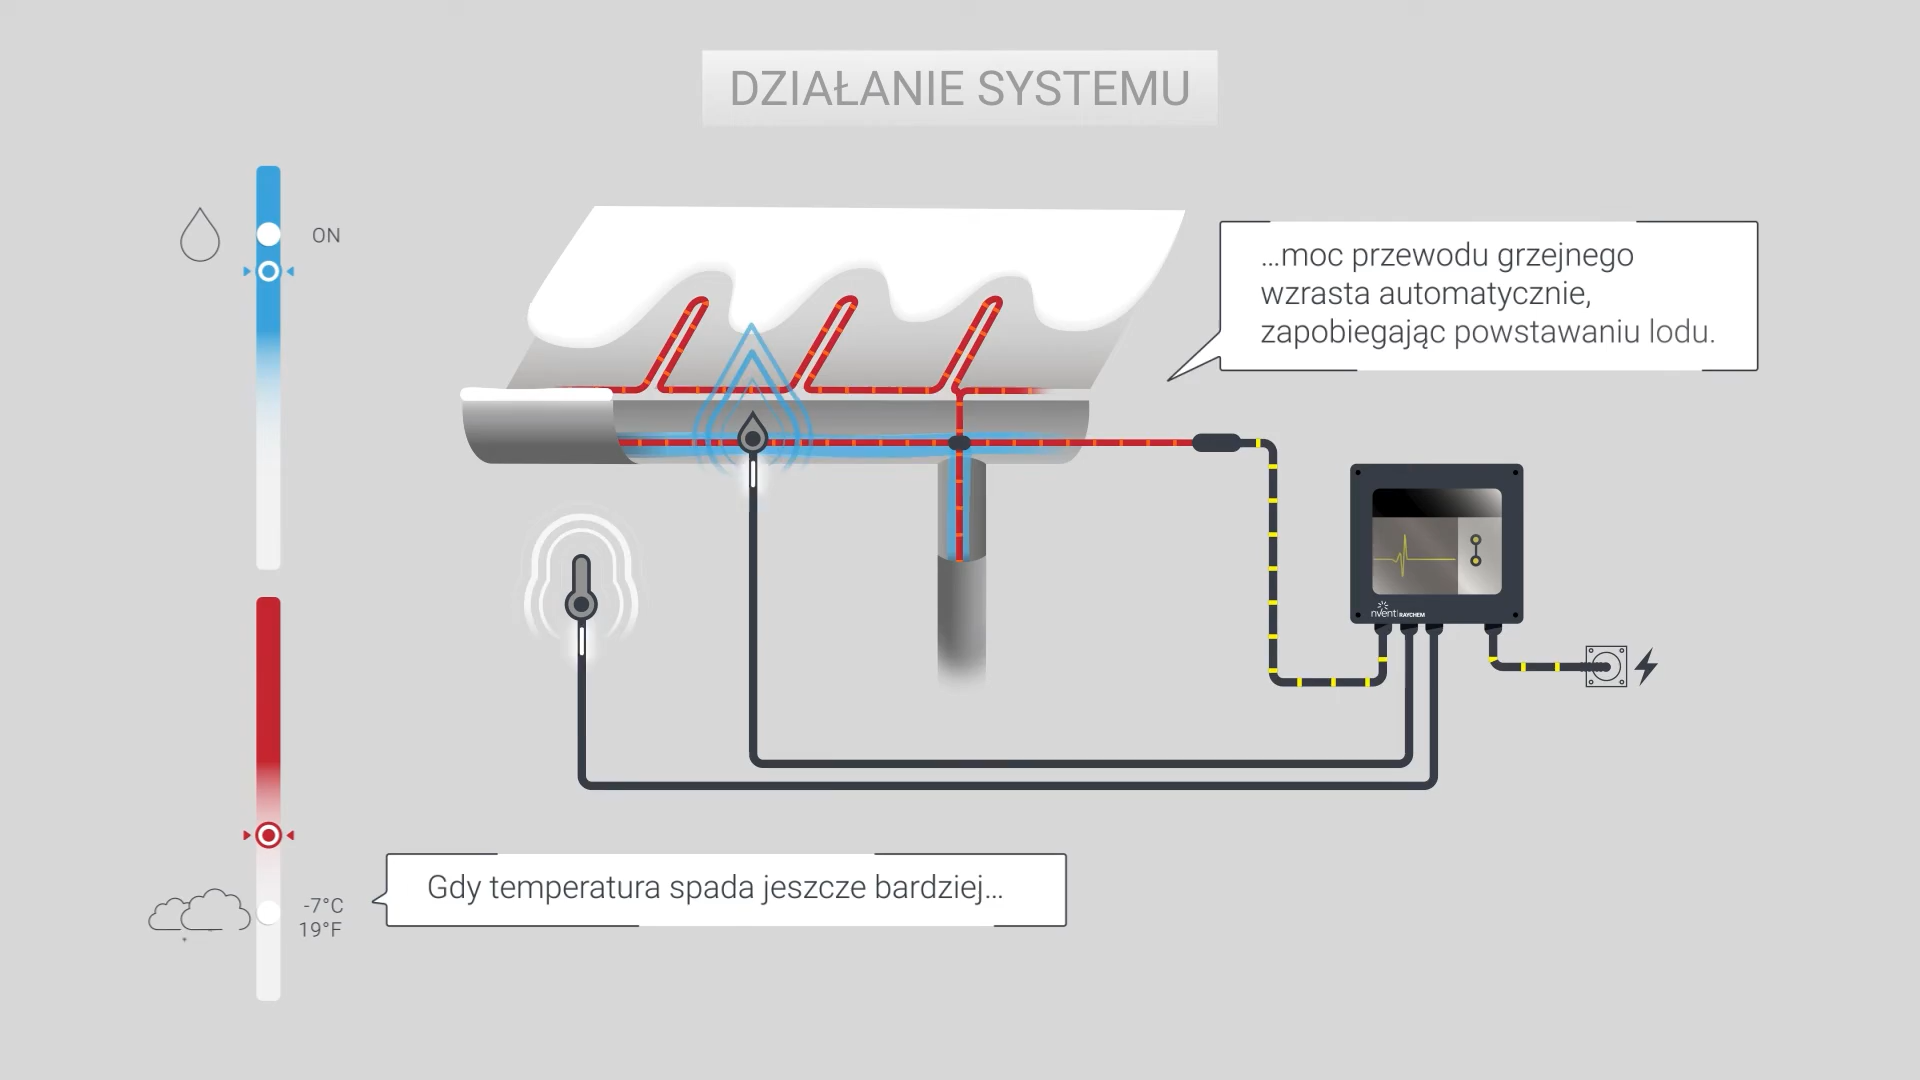 DZIAŁANIE SYSTEMU
ON
...moc przewodu grzejnego
wzrasta automatycznie,
zapobiegając powstawaniu lodu.
nvent RAYCHEM
Gdy temperatura spada jeszcze bardziej...
-7°C
19°F